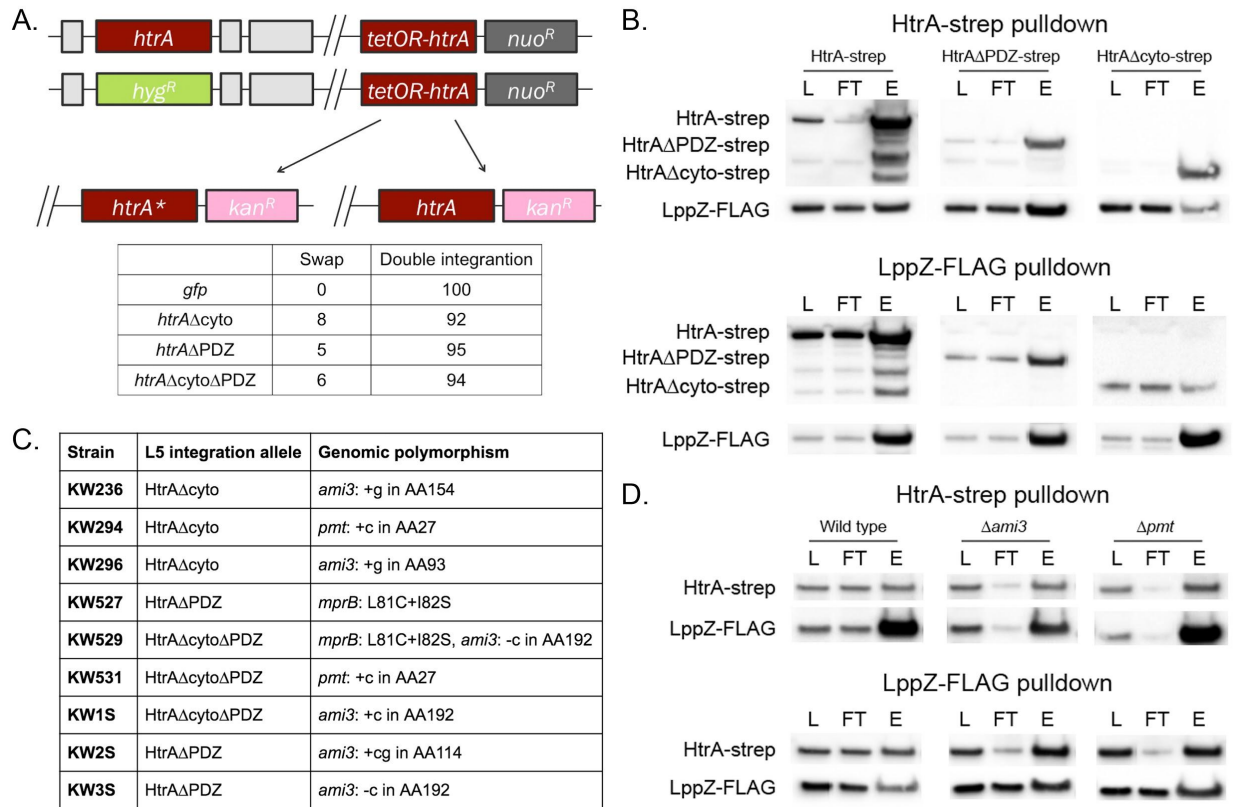 A.
htrA tetOR-htrA nuoR
hygR tetOR-htrA nuoR
htrA* kanR htrA kanR
Swap Double integrantion
gfp 0 100
htrAΔcyto 8 92
htrAΔPDZ 5 95
htrAΔcytoΔPDZ 6 94
B.
HtrA-strep pulldown
HtrA-strep HtrAΔPDZ-strep HtrAΔcyto-strep
L FT E L FT E L FT E
HtrA-strep
HtrAΔPDZ-strep
HtrAΔcyto-strep
LppZ-FLAG
LppZ-FLAG pulldown
L FT E L FT E L FT E
HtrA-strep
HtrAΔPDZ-strep
HtrAΔcyto-strep
LppZ-FLAG
C.
Strain L5 integration allele Genomic polymorphism
KW236 HtrAΔcyto ami3: +g in AA154
KW294 HtrAΔcyto pmt: +c in AA27
KW296 HtrAΔcyto ami3: +g in AA93
KW527 HtrAΔPDZ mprB: L81C+I82S
KW529 HtrAΔcytoΔPDZ mprB: L81C+I82S, ami3: -c in AA192
KW531 HtrAΔcytoΔPDZ pmt: +c in AA27
KW1S HtrAΔcytoΔPDZ ami3: +c in AA192
KW2S HtrAΔPDZ ami3: +cg in AA114
KW3S HtrAΔPDZ ami3: -c in AA192
D.
HtrA-strep pulldown
Wild type Δami3 Δpmt
L FT E L FT E L FT E
HtrA-strep
LppZ-FLAG
LppZ-FLAG pulldown
L FT E L FT E L FT E
HtrA-strep
LppZ-FLAG